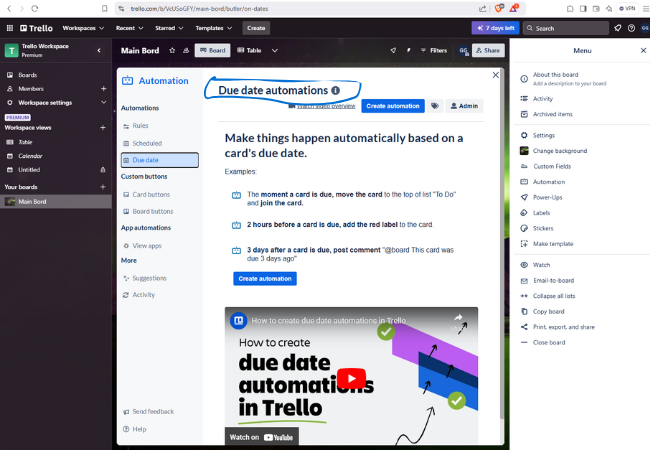 trello.com/b/VcUSoGFY/main-bord/butler/on-dates
VPN
Trello
Workspaces
Recent
Starred
Templates
Create
7 days left
Search
GG
T
Trello Workspace
Premium
Boards
Members
Workspace settings
PREMIUM
Workspace views
Table
Calendar
Untitled
Your boards
Main Bord
Main Bord
Board
Table
Filters
GG
Share
Automation
Automations
Rules
Scheduled
Due date
Custom buttons
Card buttons
Board buttons
App automations
View apps
More
Suggestions
Activity
Send feedback
Help
Due date automations
Watch video overview
Create automation
Admin
Make things happen automatically based on a
card's due date.
Examples:
The moment a card is due, move the card to the top of list "To Do"
and join the card.
2 hours before a card is due, add the red label to the card
3 days after a card is due, post comment "@board This card was
due 3 days ago"
Create automation
How to create due date automations in Trello
Share
How to create
due date
automations
in Trello
Watch on YouTube
Menu
About this board
Add a description to your board
Activity
Archived items
Settings
Change background
Custom Fields
Automation
Power-Ups
Labels
Stickers
Make template
Watch
Email-to-board
Collapse all lists
Copy board
Print, export, and share
Close board